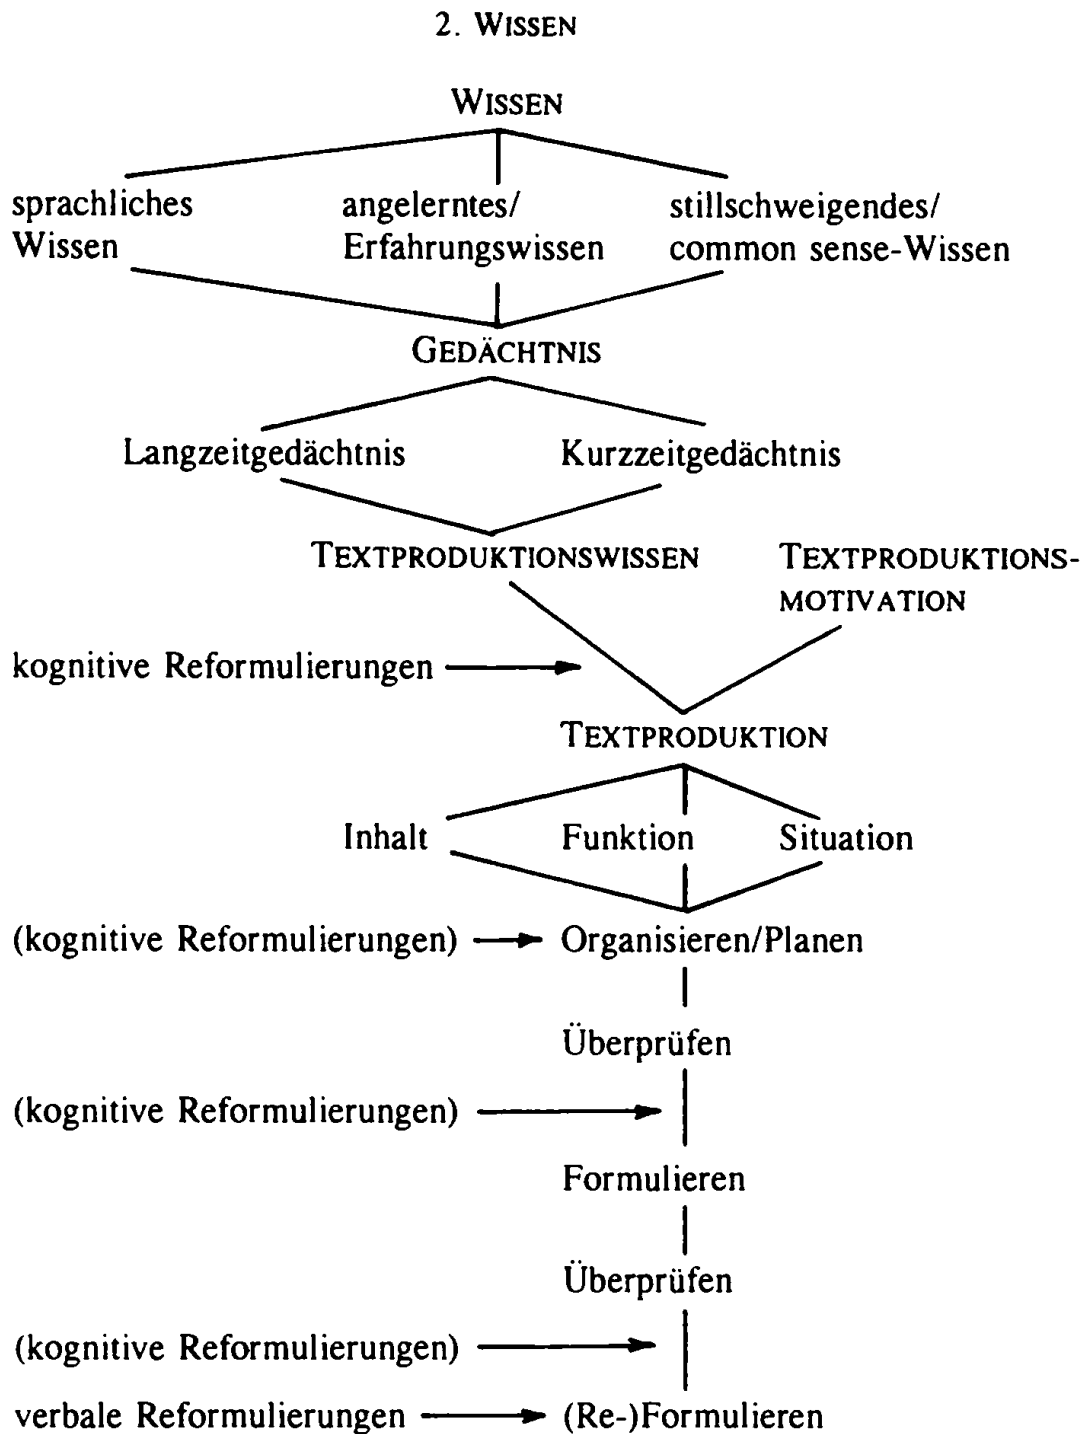 2. WISSEN
WISSEN
sprachliches angelerntes/ stillschweigendes/
Wissen Erfahrungswissen common sense-Wissen
GEDÄCHTNIS
Langzeitgedächtnis Kurzzeitgedächtnis
TEXTPRODUKTIONSWISSEN TEXTPRODUKTIONS-
MOTIVATION
kognitive Reformulierungen
TEXTPRODUKTION
Inhalt Funktion Situation
(kognitive Reformulierungen) Organisieren/Planen
Überprüfen
(kognitive Reformulierungen)
Formulieren
Überprüfen
(kognitive Reformulierungen)
verbale Reformulierungen (Re-)Formulieren